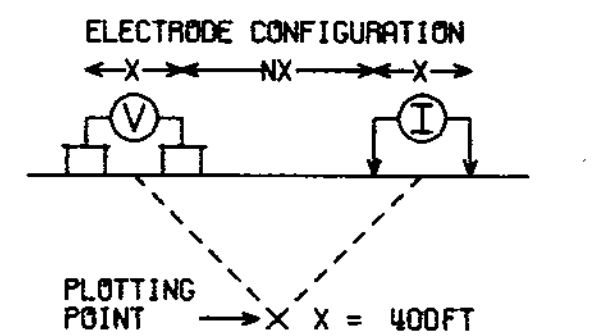 ELECTRODE CONFIGURATION
X NX X
V I
PLOTTING
POINT X X = 400FT